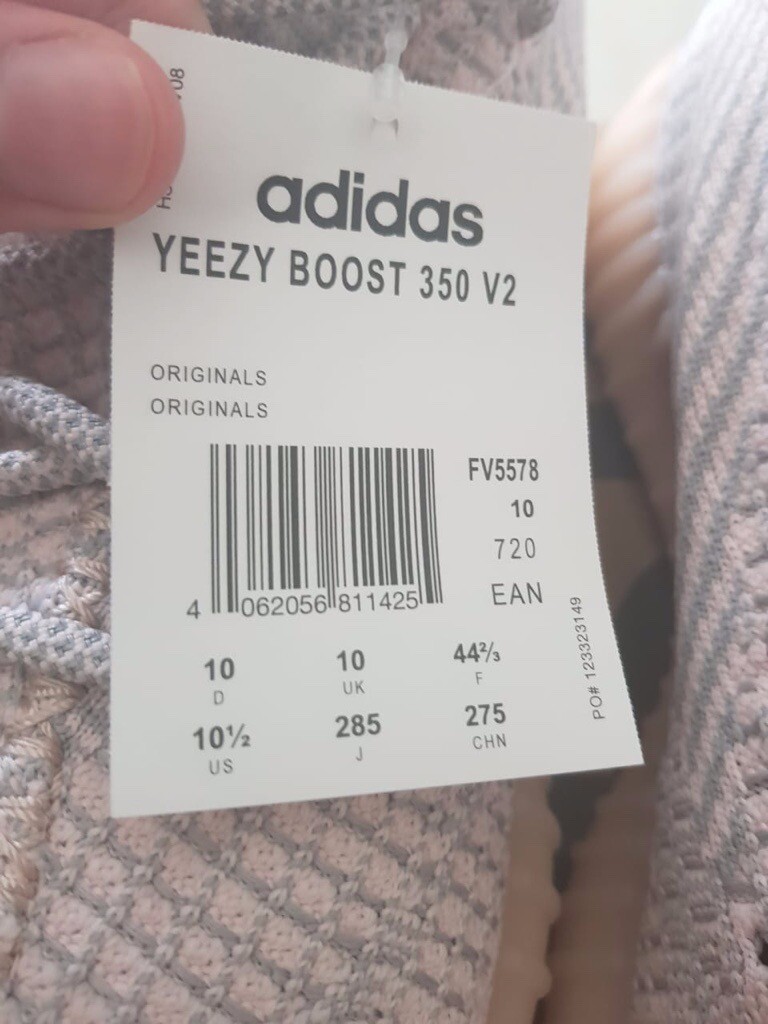 adidas
YEEZY BOOST 350 V2
ORIGINALS
ORIGINALS
FV5578
10
720
EAN
4 062056 811425
10 10 44⅔
D UK F
10½ 285 275
US J CHN
PO# 123323149